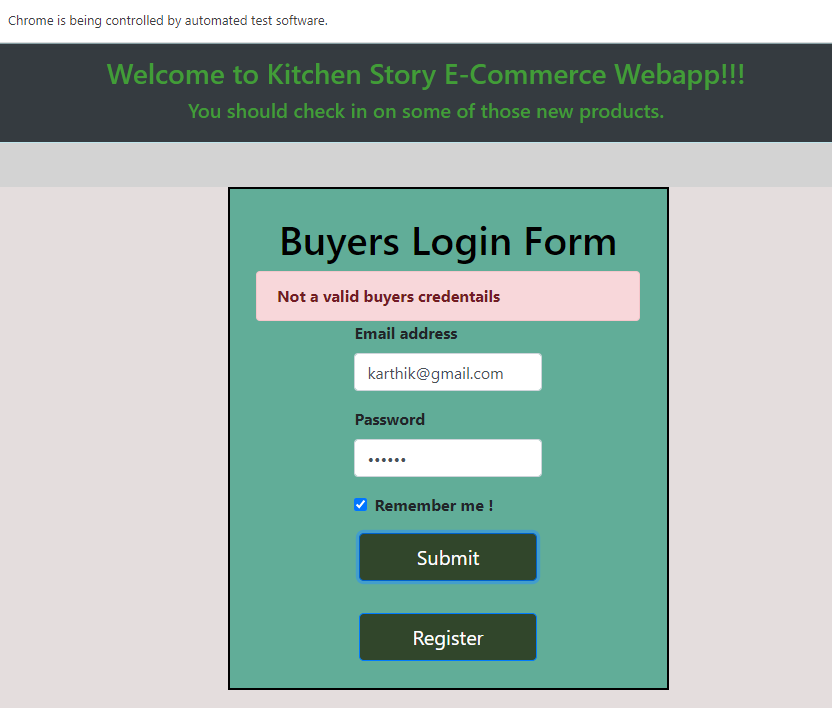 Chrome is being controlled by automated test software.
Welcome to Kitchen Story E-Commerce Webapp!!!
You should check in on some of those new products.
Buyers Login Form
Not a valid buyers credentails
Email address
karthik@gmail.com
Password
••••••
Remember me !
Submit
Register